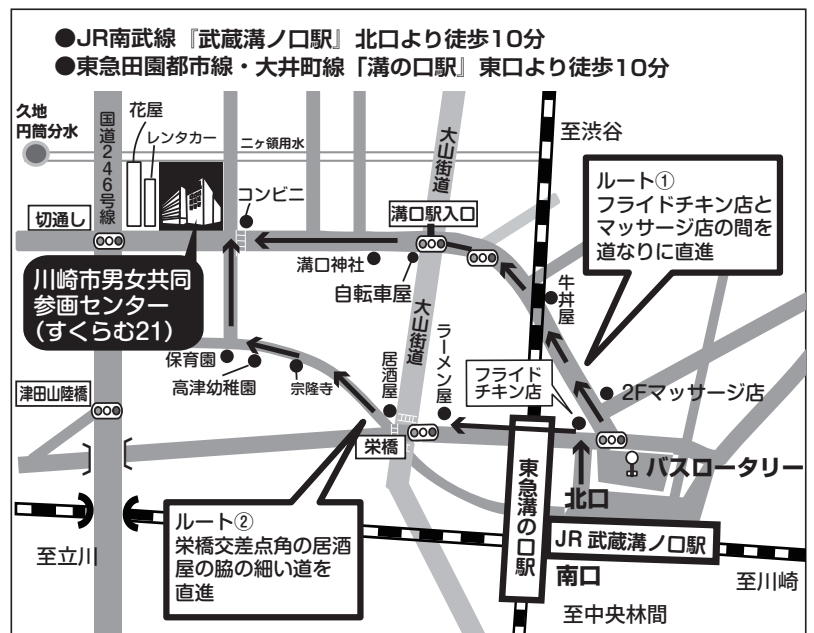 ●JR南武線『武蔵溝ノ口駅』北口より徒歩10分
●東急田園都市線・大井町線「溝の口駅』東口より徒歩10分
久地
円筒分水
国道246号線
花屋
レンタカー
二ヶ領用水
大山街道
至渋谷
コンビニ
切通し
溝口駅入口
ルート①
フライドチキン店と
マッサージ店の間を
道なりに直進
川崎市男女共同
参画センター
(すくらむ21)
溝口神社
自転車屋
牛丼屋
大山街道
保育園
高津幼稚園
宗隆寺
居酒屋
ラーメン屋
フライド
チキン店
2Fマッサージ店
津田山陸橋
栄橋
バスロータリー
北口
東急溝の口駅
ルート②
栄橋交差点角の居酒
屋の脇の細い道を
直進
JR 武蔵溝ノ口駅
南口
至立川
至川崎
至中央林間